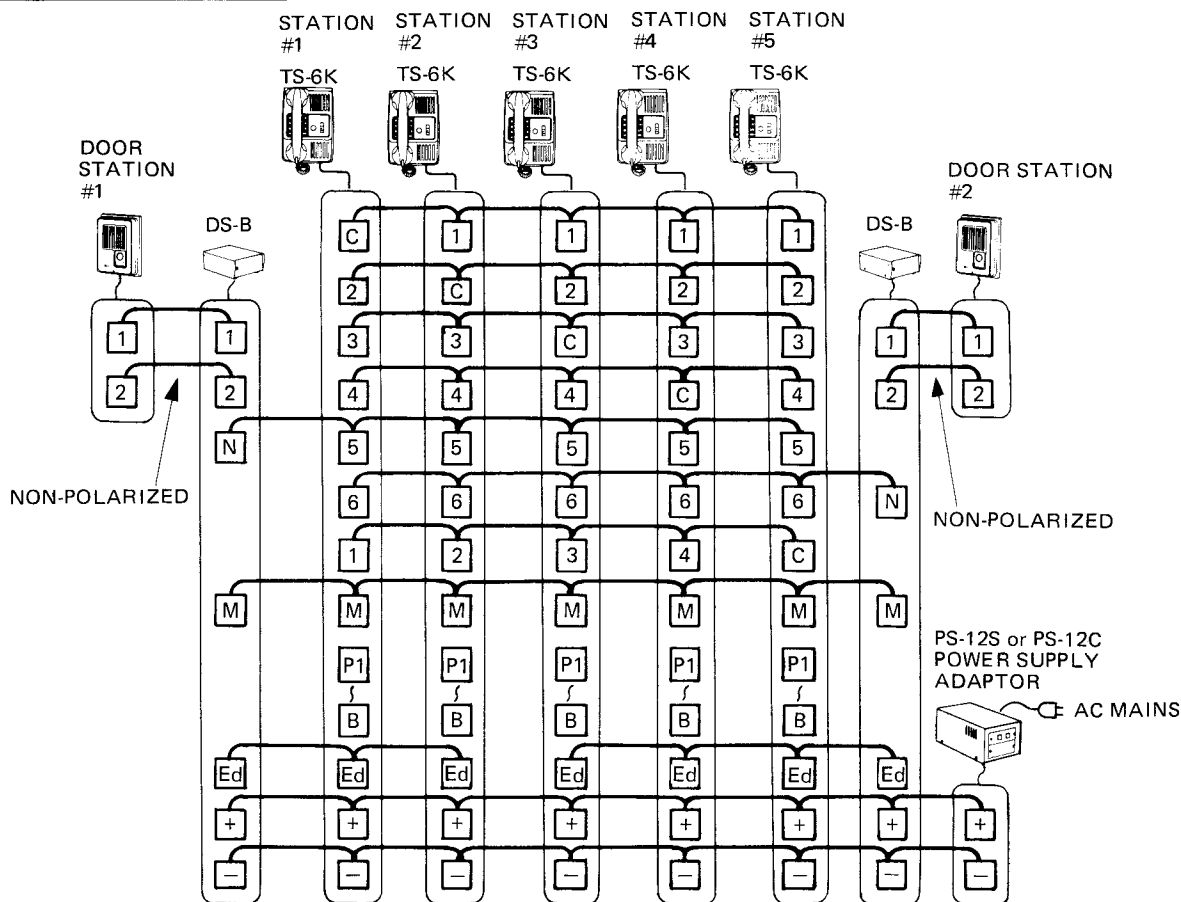 STATION #1
STATION #2
STATION #3
STATION #4
STATION #5
TS-6K TS-6K TS-6K TS-6K TS-6K
DOOR STATION #1
DS-B
DS-B
DOOR STATION #2
C 1 1 1 1
2 C 2 2 2
1 1 3 3 C 3 3 1 1
2 2 4 4 4 C 4 2 2
N 5 5 5 5 5
NON-POLARIZED
6 6 6 6 6 N
NON-POLARIZED
1 2 3 4 C
M M M M M M M
P1 P1 P1 P1 P1
B B B B B
PS-12S or PS-12C
POWER SUPPLY
ADAPTOR
AC MAINS
Ed Ed Ed Ed Ed Ed Ed
+ + + + + + + +
− − − − − − − −